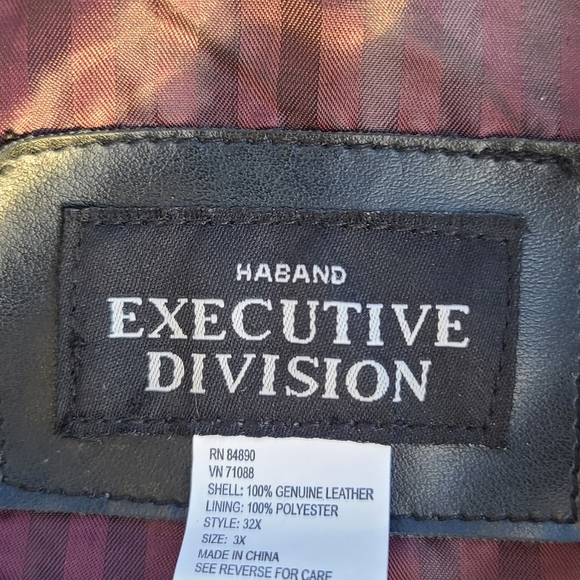 HABAND
EXECUTIVE
DIVISION
RN 84890
VN 71088
SHELL: 100% GENUINE LEATHER
LINING: 100% POLYESTER
STYLE: 32X
SIZE: 3X
MADE IN CHINA
SEE REVERSE FOR CARE